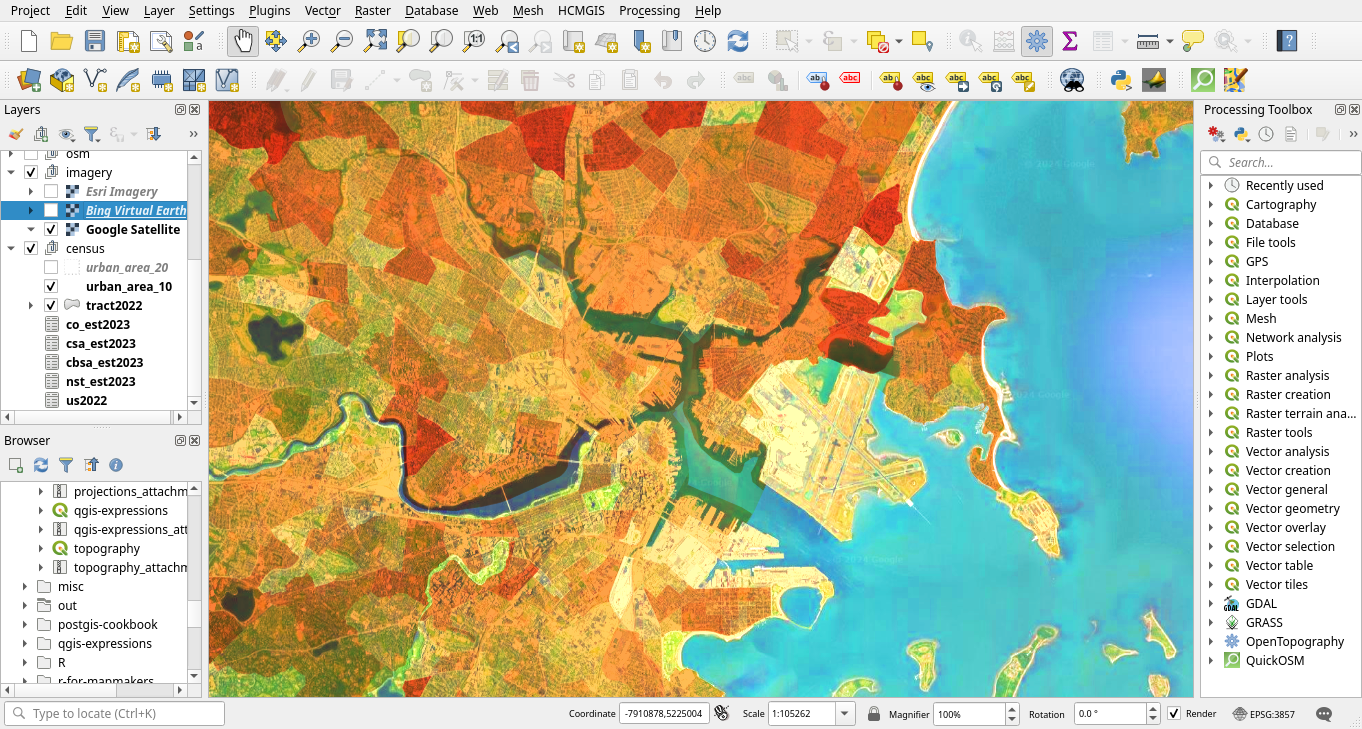 Project Edit View Layer Settings Plugins Vector Raster Database Web Mesh HCMGIS Processing Help
Layers
osm
imagery
Esri Imagery
Bing Virtual Earth
Google Satellite
census
urban_area_20
urban_area_10
tract2022
co_est2023
csa_est2023
cbsa_est2023
nst_est2023
us2022
Browser
projections_attachm
qgis-expressions
qgis-expressions_att
topography
topography_attachm
misc
out
postgis-cookbook
qgis-expressions
R
r-for-mapmakers
Processing Toolbox
Search...
Recently used
Cartography
Database
File tools
GPS
Interpolation
Layer tools
Mesh
Network analysis
Plots
Raster analysis
Raster creation
Raster terrain ana...
Raster tools
Vector analysis
Vector creation
Vector general
Vector geometry
Vector overlay
Vector selection
Vector table
Vector tiles
GDAL
GRASS
OpenTopography
QuickOSM
Type to locate (Ctrl+K)
Coordinate -7910878,5225004 Scale 1:105262 Magnifier 100% Rotation 0.0 ° Render EPSG:3857